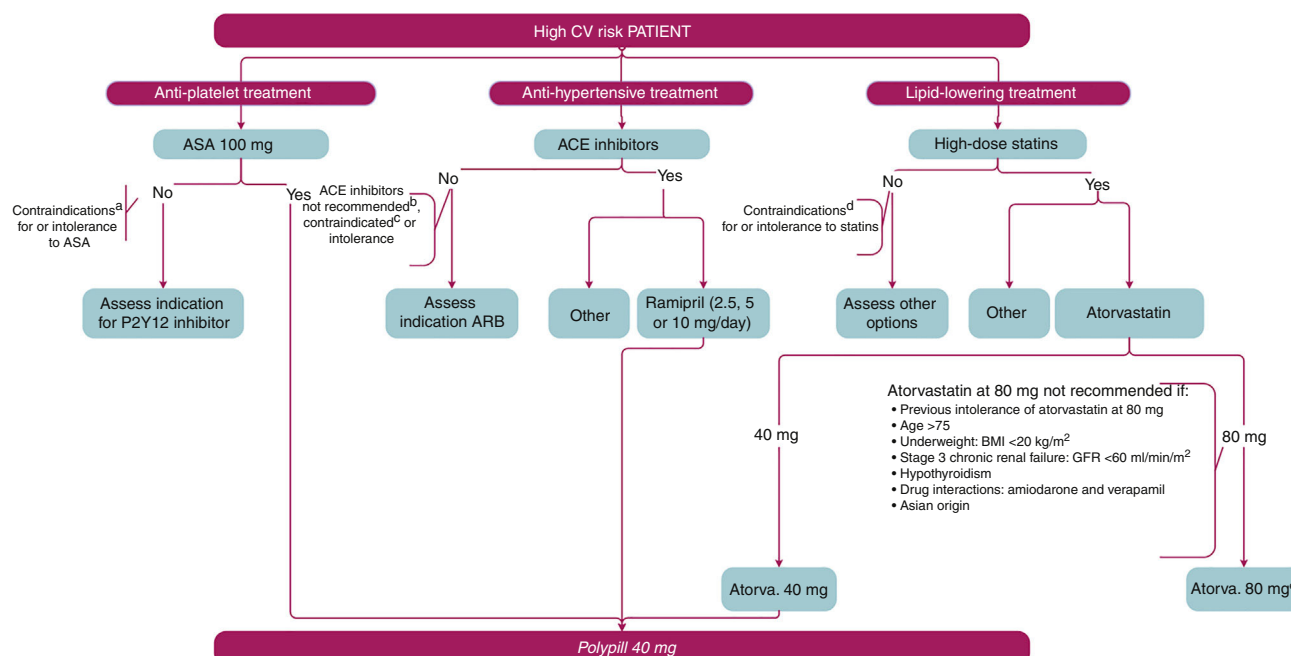 High CV risk PATIENT
Anti-platelet treatment
Anti-hypertensive treatment
Lipid-lowering treatment
ASA 100 mg
ACE inhibitors
High-dose statins
No
Yes
Contraindicationsᵃ
for or intolerance
to ASA
No
Yes
ACE inhibitors
not recommendedᵇ,
contraindicatedᶜ or
intolerance
No
Yes
Contraindicationsᵈ
for or intolerance to statins
Assess indication
for P2Y12 inhibitor
Assess
indication ARB
Other
Ramipril (2.5, 5
or 10 mg/day)
Assess other
options
Other
Atorvastatin
40 mg
Atorvastatin at 80 mg not recommended if:
• Previous intolerance of atorvastatin at 80 mg
• Age >75
• Underweight: BMI <20 kg/m²
• Stage 3 chronic renal failure: GFR <60 ml/min/m²
• Hypothyroidism
• Drug interactions: amiodarone and verapamil
• Asian origin
80 mg
Atorva. 40 mg
Atorva. 80 mg
Polypill 40 mg